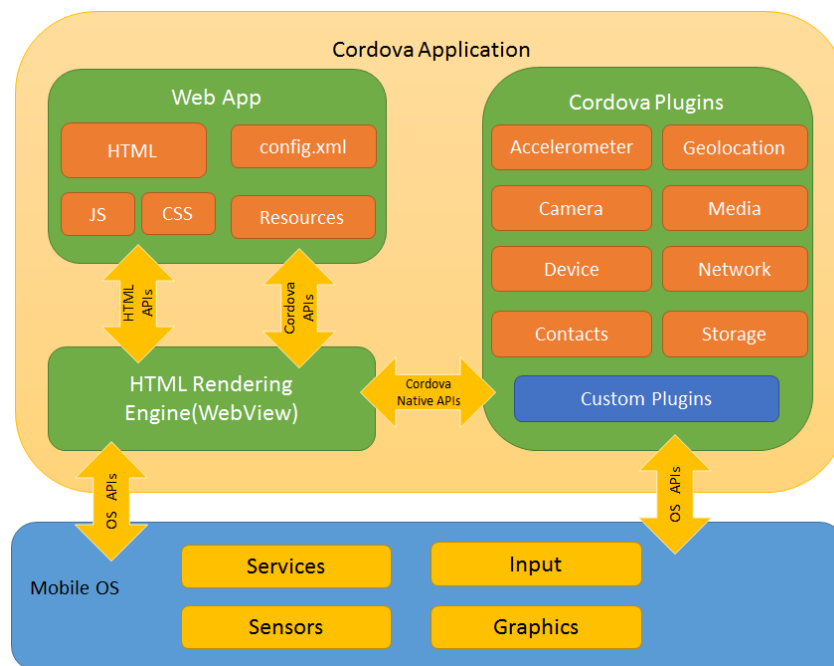 Cordova Application
Web App
HTML
config.xml
JS
CSS
Resources
HTML
APIs
Cordova
APIs
HTML Rendering
Engine(WebView)
Cordova
Native APIs
Cordova Plugins
Accelerometer
Geolocation
Camera
Media
Device
Network
Contacts
Storage
Custom Plugins
OS APIs
OS APIs
Mobile OS
Services
Input
Sensors
Graphics